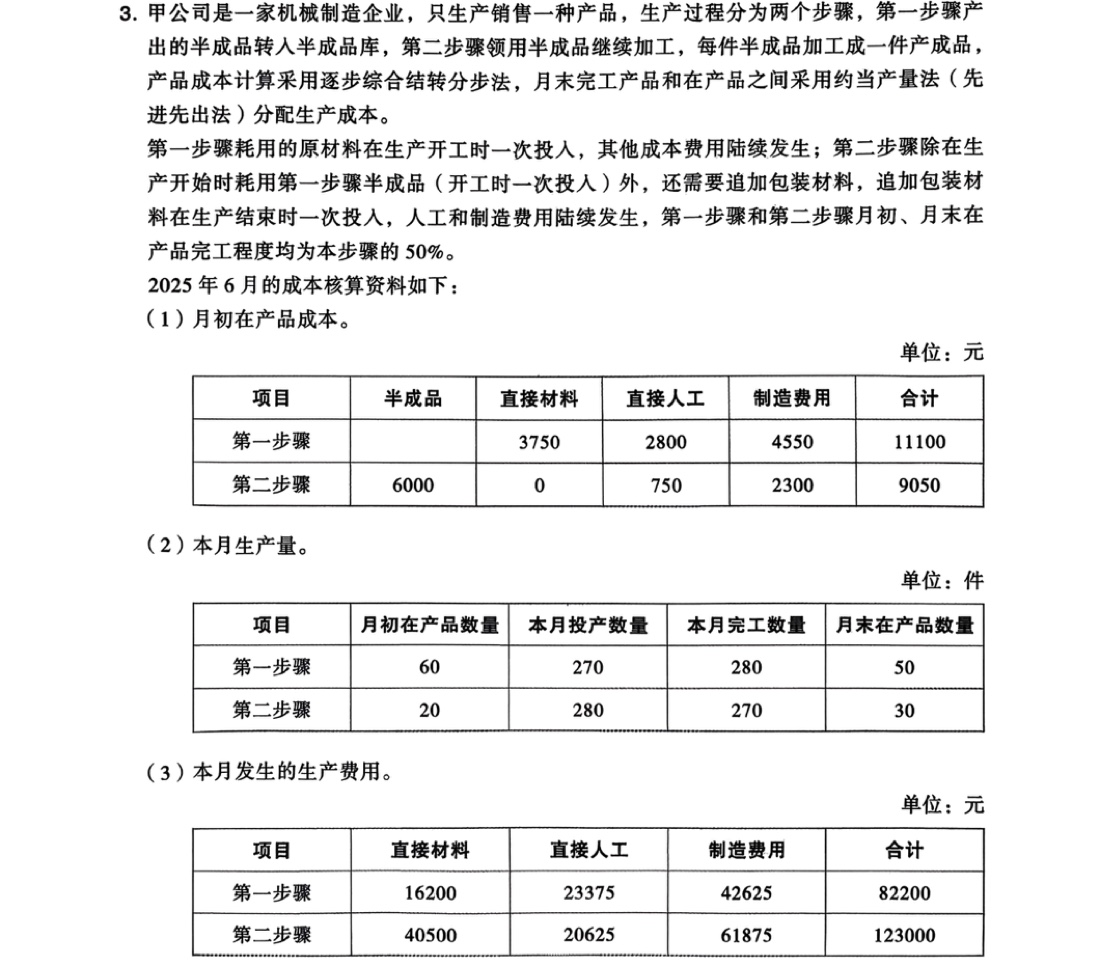 3. 甲公司是一家机械制造企业，只生产销售一种产品，生产过程分为两个步骤，第一步骤产
出的半成品转入半成品库，第二步骤领用半成品继续加工，每件半成品加工成一件产成品，
产品成本计算采用逐步综合结转分步法，月末完工产品和在产品之间采用约当产量法（先
进先出法）分配生产成本。
第一步骤耗用的原材料在生产开工时一次投入，其他成本费用陆续发生；第二步骤除在生
产开始时耗用第一步骤半成品（开工时一次投入）外，还需要追加包装材料，追加包装材
料在生产结束时一次投入，人工和制造费用陆续发生，第一步骤和第二步骤月初、月末在
产品完工程度均为本步骤的 50%。
2025 年 6 月的成本核算资料如下：
（1）月初在产品成本。
单位：元
项目 半成品 直接材料 直接人工 制造费用 合计
第一步骤 3750 2800 4550 11100
第二步骤 6000 0 750 2300 9050
（2）本月生产量。
单位：件
项目 月初在产品数量 本月投产数量 本月完工数量 月末在产品数量
第一步骤 60 270 280 50
第二步骤 20 280 270 30
（3）本月发生的生产费用。
单位：元
项目 直接材料 直接人工 制造费用 合计
第一步骤 16200 23375 42625 82200
第二步骤 40500 20625 61875 123000